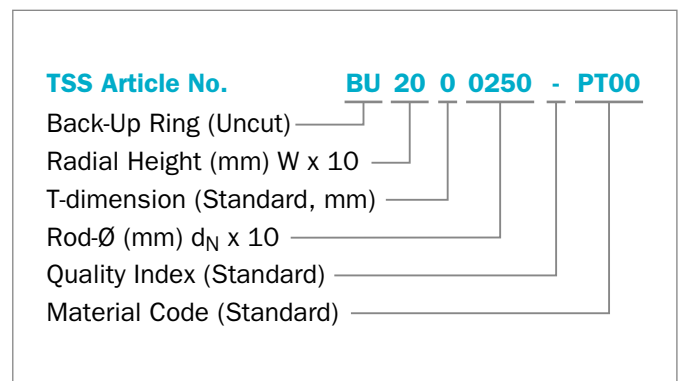 TSS Article No. BU 20 0 0250 - PT00
Back-Up Ring (Uncut)
Radial Height (mm) W x 10
T-dimension (Standard, mm)
Rod-Ø (mm) dN x 10
Quality Index (Standard)
Material Code (Standard)